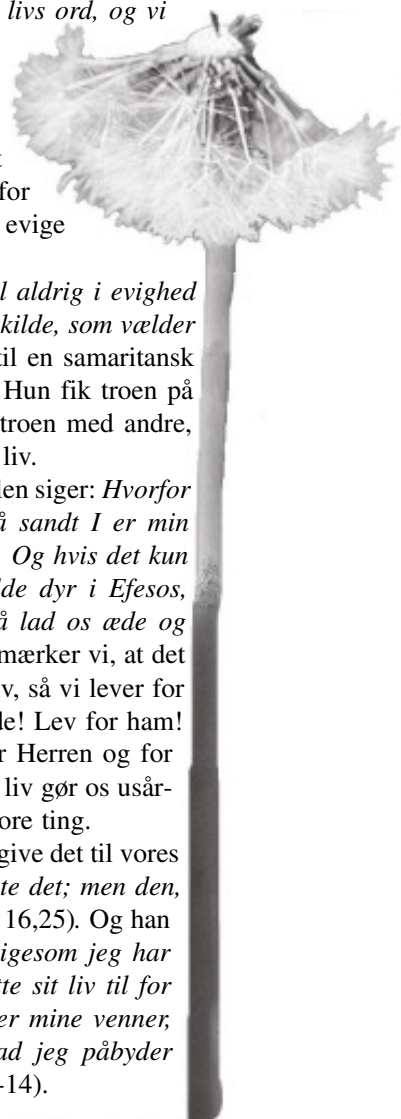 livs ord, og vi
for
evige
l aldrig i evighed
kilde, som vælder
til en samaritansk
Hun fik troen på
troen med andre,
liv.
len siger: Hvorfor
å sandt I er min
Og hvis det kun
lde dyr i Efesos,
å lad os æde og
mærker vi, at det
v, så vi lever for
de! Lev for ham!
r Herren og for
liv gør os usår-
ore ting.
give det til vores
te det; men den,
16,25). Og han
igesom jeg har
tte sit liv til for
er mine venner,
ad jeg påbyder
-14).